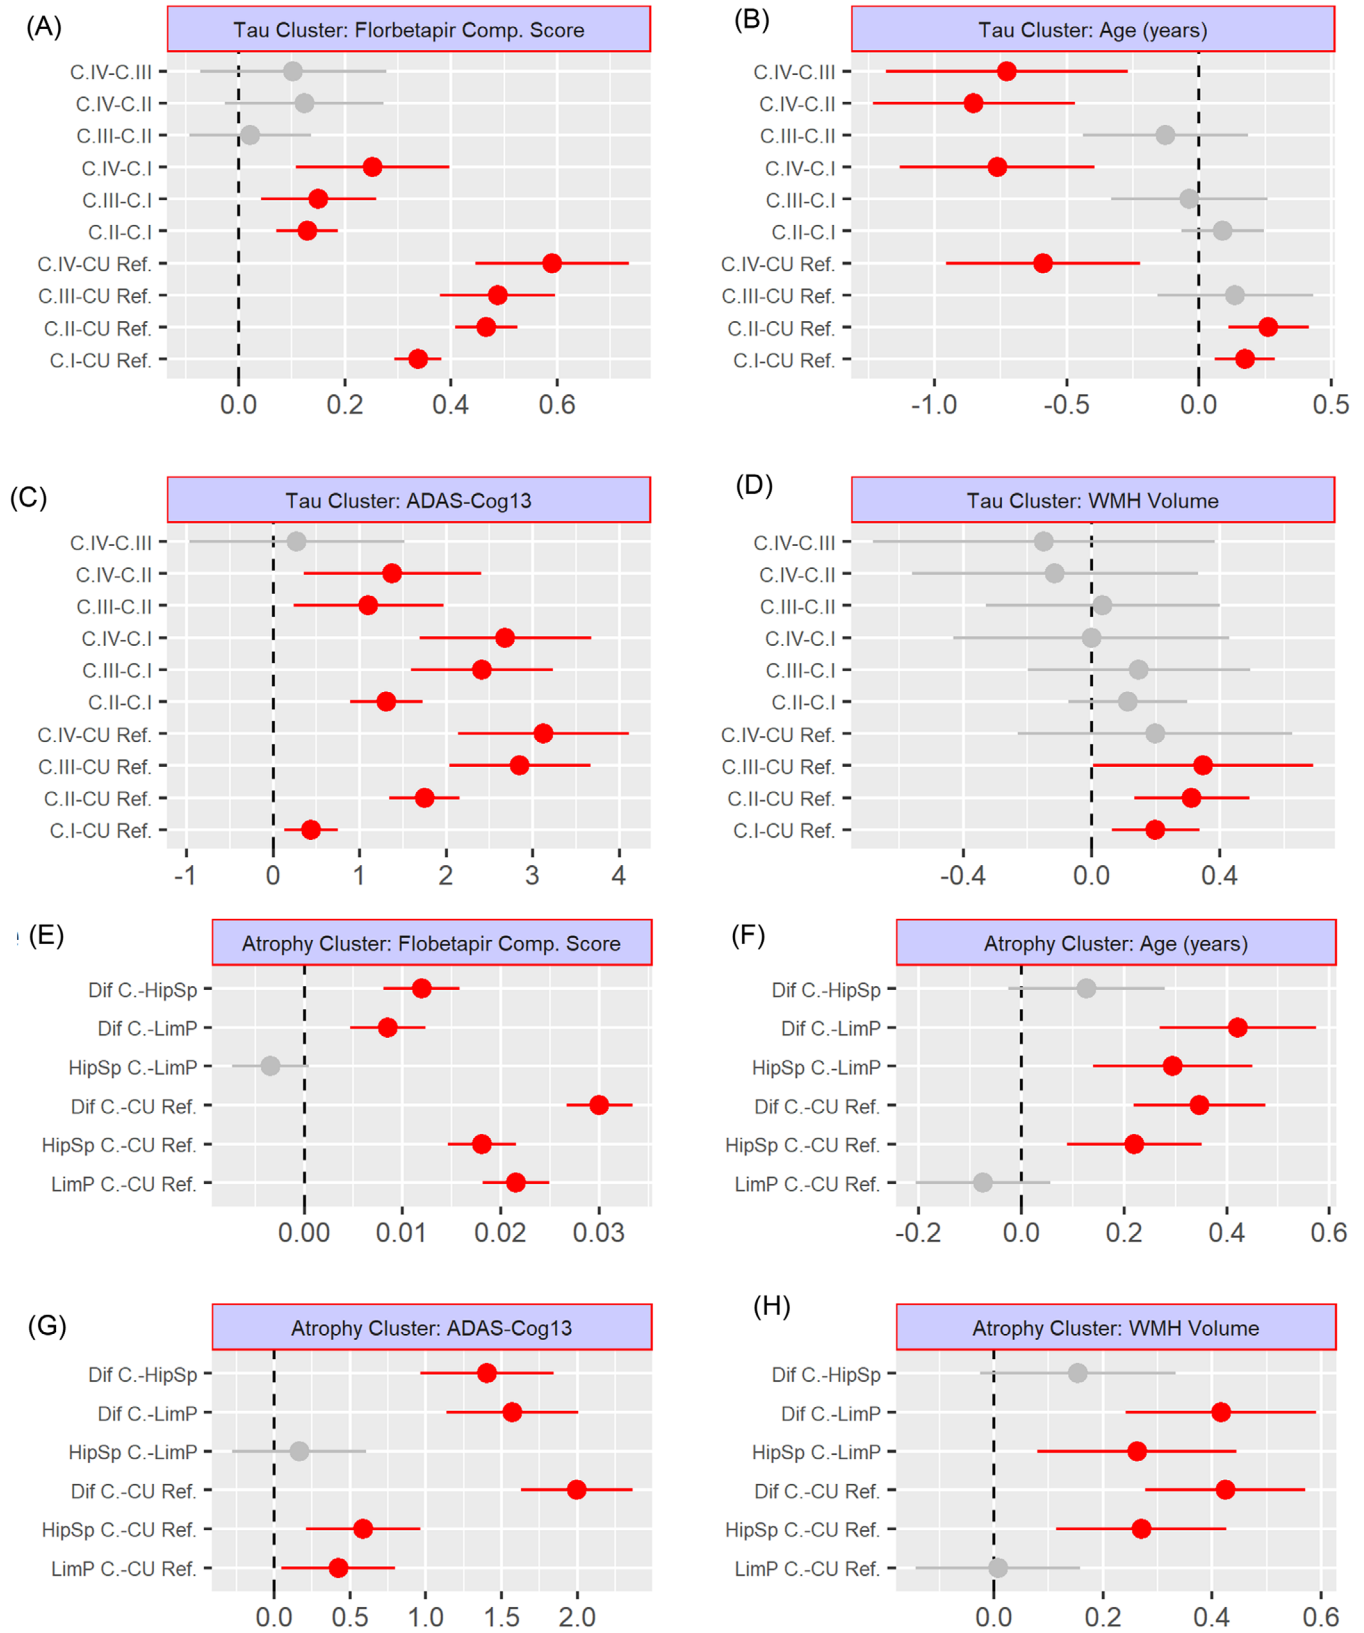 (A)
Tau Cluster: Florbetapir Comp. Score
C.IV-C.III
C.IV-C.II
C.III-C.II
C.IV-C.I
C.III-C.I
C.II-C.I
C.IV-CU Ref.
C.III-CU Ref.
C.II-CU Ref.
C.I-CU Ref.
0.0 0.2 0.4 0.6
(B)
Tau Cluster: Age (years)
C.IV-C.III
C.IV-C.II
C.III-C.II
C.IV-C.I
C.III-C.I
C.II-C.I
C.IV-CU Ref.
C.III-CU Ref.
C.II-CU Ref.
C.I-CU Ref.
-1.0 -0.5 0.0 0.5
(C)
Tau Cluster: ADAS-Cog13
C.IV-C.III
C.IV-C.II
C.III-C.II
C.IV-C.I
C.III-C.I
C.II-C.I
C.IV-CU Ref.
C.III-CU Ref.
C.II-CU Ref.
C.I-CU Ref.
-1 0 1 2 3 4
(D)
Tau Cluster: WMH Volume
C.IV-C.III
C.IV-C.II
C.III-C.II
C.IV-C.I
C.III-C.I
C.II-C.I
C.IV-CU Ref.
C.III-CU Ref.
C.II-CU Ref.
C.I-CU Ref.
-0.4 0.0 0.4
(E)
Atrophy Cluster: Flobetapir Comp. Score
Dif C.-HipSp
Dif C.-LimP
HipSp C.-LimP
Dif C.-CU Ref.
HipSp C.-CU Ref.
LimP C.-CU Ref.
0.00 0.01 0.02 0.03
(F)
Atrophy Cluster: Age (years)
Dif C.-HipSp
Dif C.-LimP
HipSp C.-LimP
Dif C.-CU Ref.
HipSp C.-CU Ref.
LimP C.-CU Ref.
-0.2 0.0 0.2 0.4 0.6
(G)
Atrophy Cluster: ADAS-Cog13
Dif C.-HipSp
Dif C.-LimP
HipSp C.-LimP
Dif C.-CU Ref.
HipSp C.-CU Ref.
LimP C.-CU Ref.
0.0 0.5 1.0 1.5 2.0
(H)
Atrophy Cluster: WMH Volume
Dif C.-HipSp
Dif C.-LimP
HipSp C.-LimP
Dif C.-CU Ref.
HipSp C.-CU Ref.
LimP C.-CU Ref.
0.0 0.2 0.4 0.6